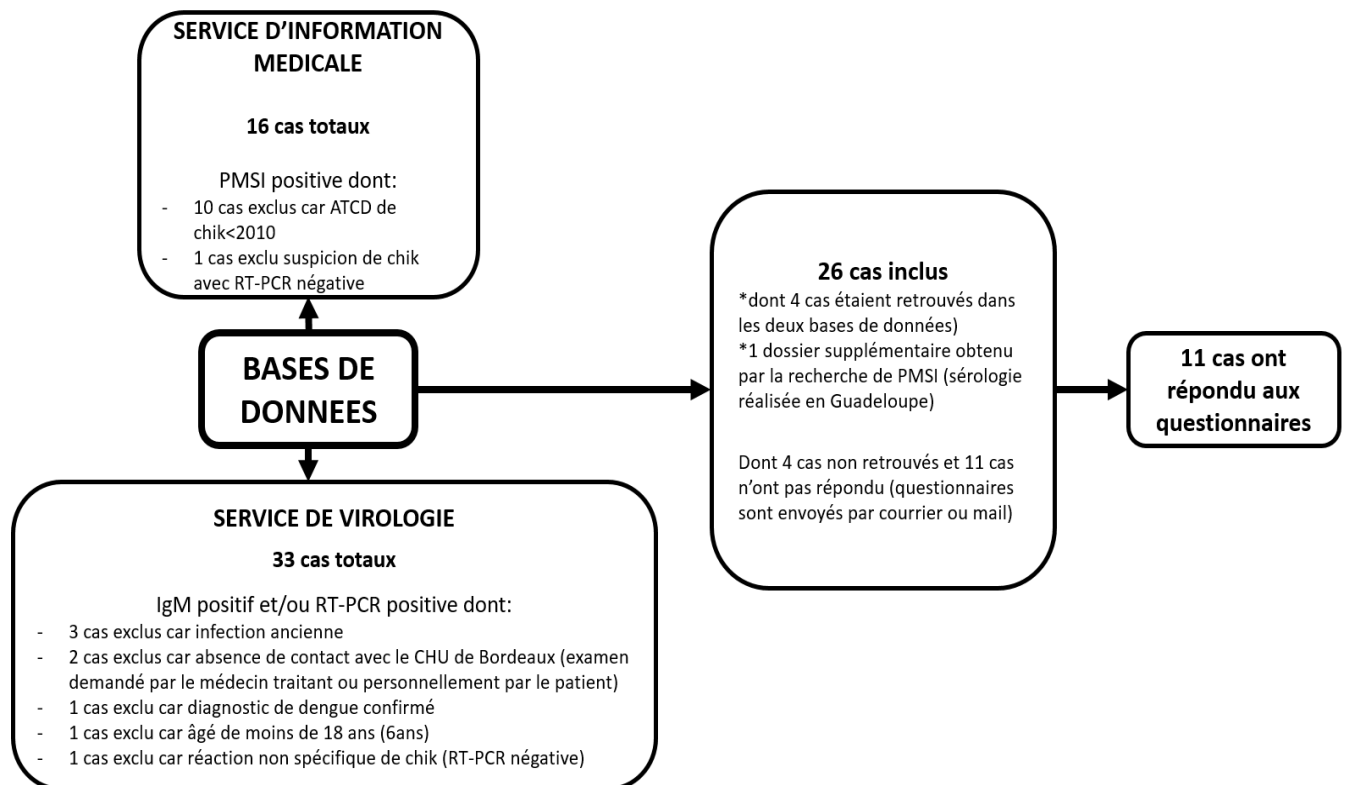 SERVICE D'INFORMATION
MEDICALE
16 cas totaux
PMSI positive dont:
- 10 cas exclus car ATCD de
chik<2010
- 1 cas exclu suspicion de chik
avec RT-PCR négative
BASES DE
DONNEES
SERVICE DE VIROLOGIE
33 cas totaux
IgM positif et/ou RT-PCR positive dont:
- 3 cas exclus car infection ancienne
- 2 cas exclus car absence de contact avec le CHU de Bordeaux (examen
demandé par le médecin traitant ou personnellement par le patient)
- 1 cas exclu car diagnostic de dengue confirmé
- 1 cas exclu car âgé de moins de 18 ans (6ans)
- 1 cas exclu car réaction non spécifique de chik (RT-PCR négative)
26 cas inclus
*dont 4 cas étaient retrouvés dans
les deux bases de données)
*1 dossier supplémentaire obtenu
par la recherche de PMSI (sérologie
réalisée en Guadeloupe)
Dont 4 cas non retrouvés et 11 cas
n'ont pas répondu (questionnaires
sont envoyés par courrier ou mail)
11 cas ont
répondu aux
questionnaires